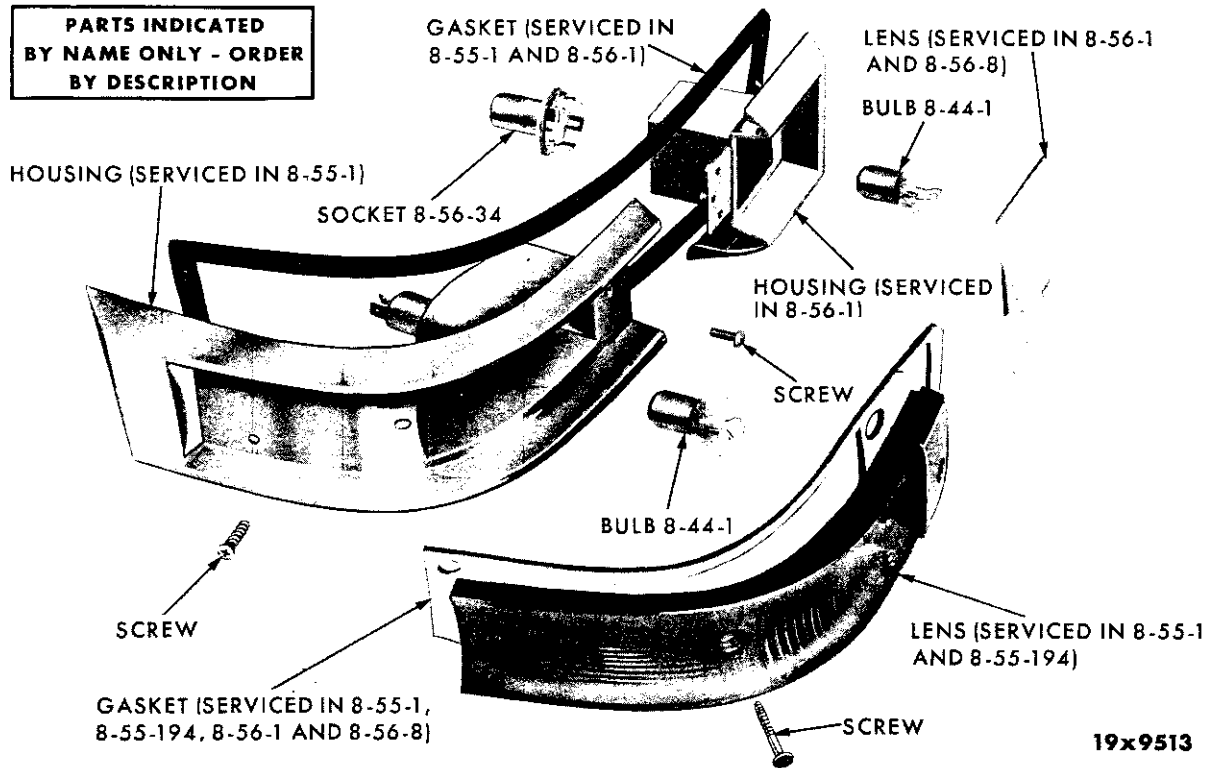 PARTS INDICATED
BY NAME ONLY - ORDER
BY DESCRIPTION
GASKET (SERVICED IN
8-55-1 AND 8-56-1)
LENS (SERVICED IN 8-56-1
AND 8-56-8)
BULB 8-44-1
HOUSING (SERVICED IN 8-55-1)
SOCKET 8-56-34
HOUSING (SERVICED
IN 8-56-1)
SCREW
BULB 8-44-1
SCREW
LENS (SERVICED IN 8-55-1
AND 8-55-194)
GASKET (SERVICED IN 8-55-1,
8-55-194, 8-56-1 AND 8-56-8)
SCREW
19x9513